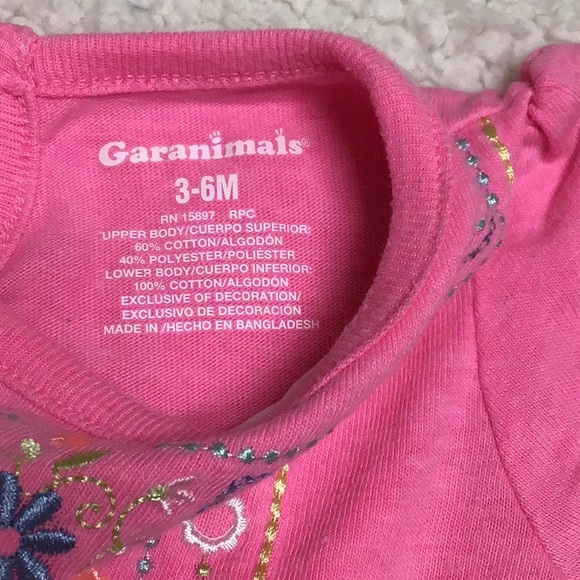 Garanimals®
3-6M
RN 15897 RPC
UPPER BODY/CUERPO SUPERIOR:
60% COTTON/ALGODÓN
40% POLYESTER/POLIÉSTER
LOWER BODY/CUERPO INFERIOR:
100% COTTON/ALGODÓN
EXCLUSIVE OF DECORATION/
EXCLUSIVO DE DECORACIÓN
MADE IN /HECHO EN BANGLADESH